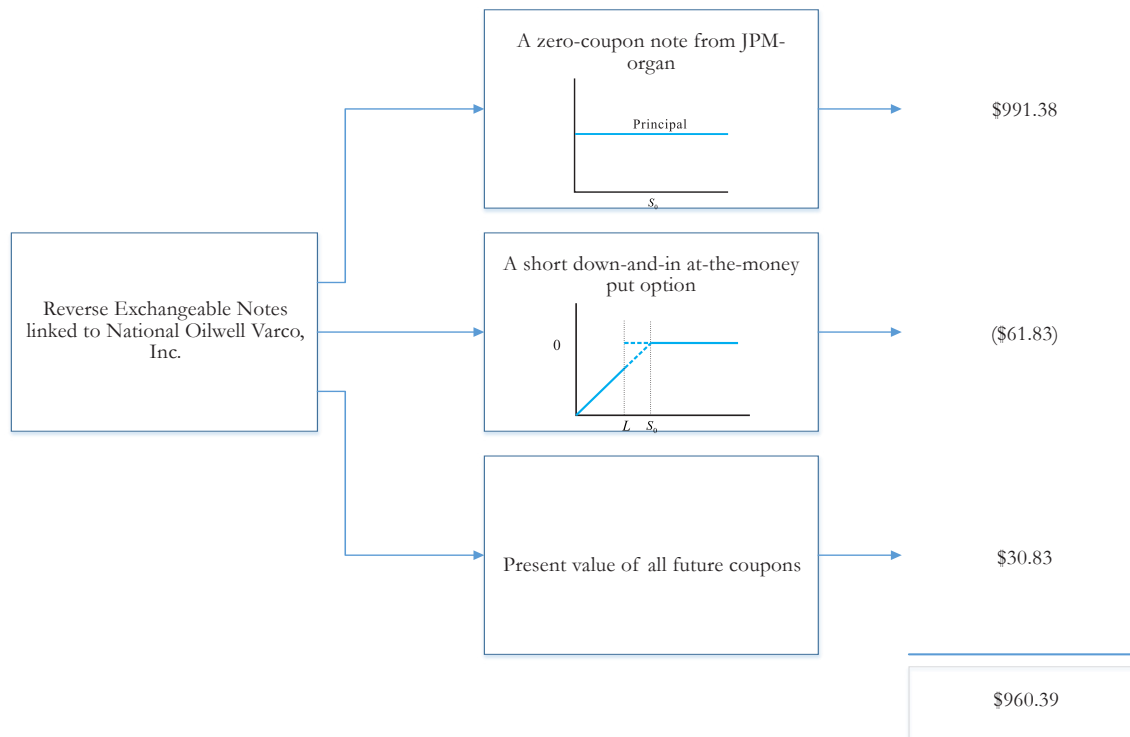 A zero-coupon note from JPM-
organ
Principal
S₀
$991.38
Reverse Exchangeable Notes
linked to National Oilwell Varco,
Inc.
A short down-and-in at-the-money
put option
0
L S₀
($61.83)
Present value of all future coupons
$30.83
$960.39